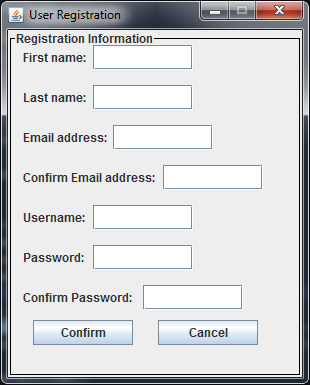 User Registration
Registration Information
First name:
Last name:
Email address:
Confirm Email address:
Username:
Password:
Confirm Password:
Confirm Cancel